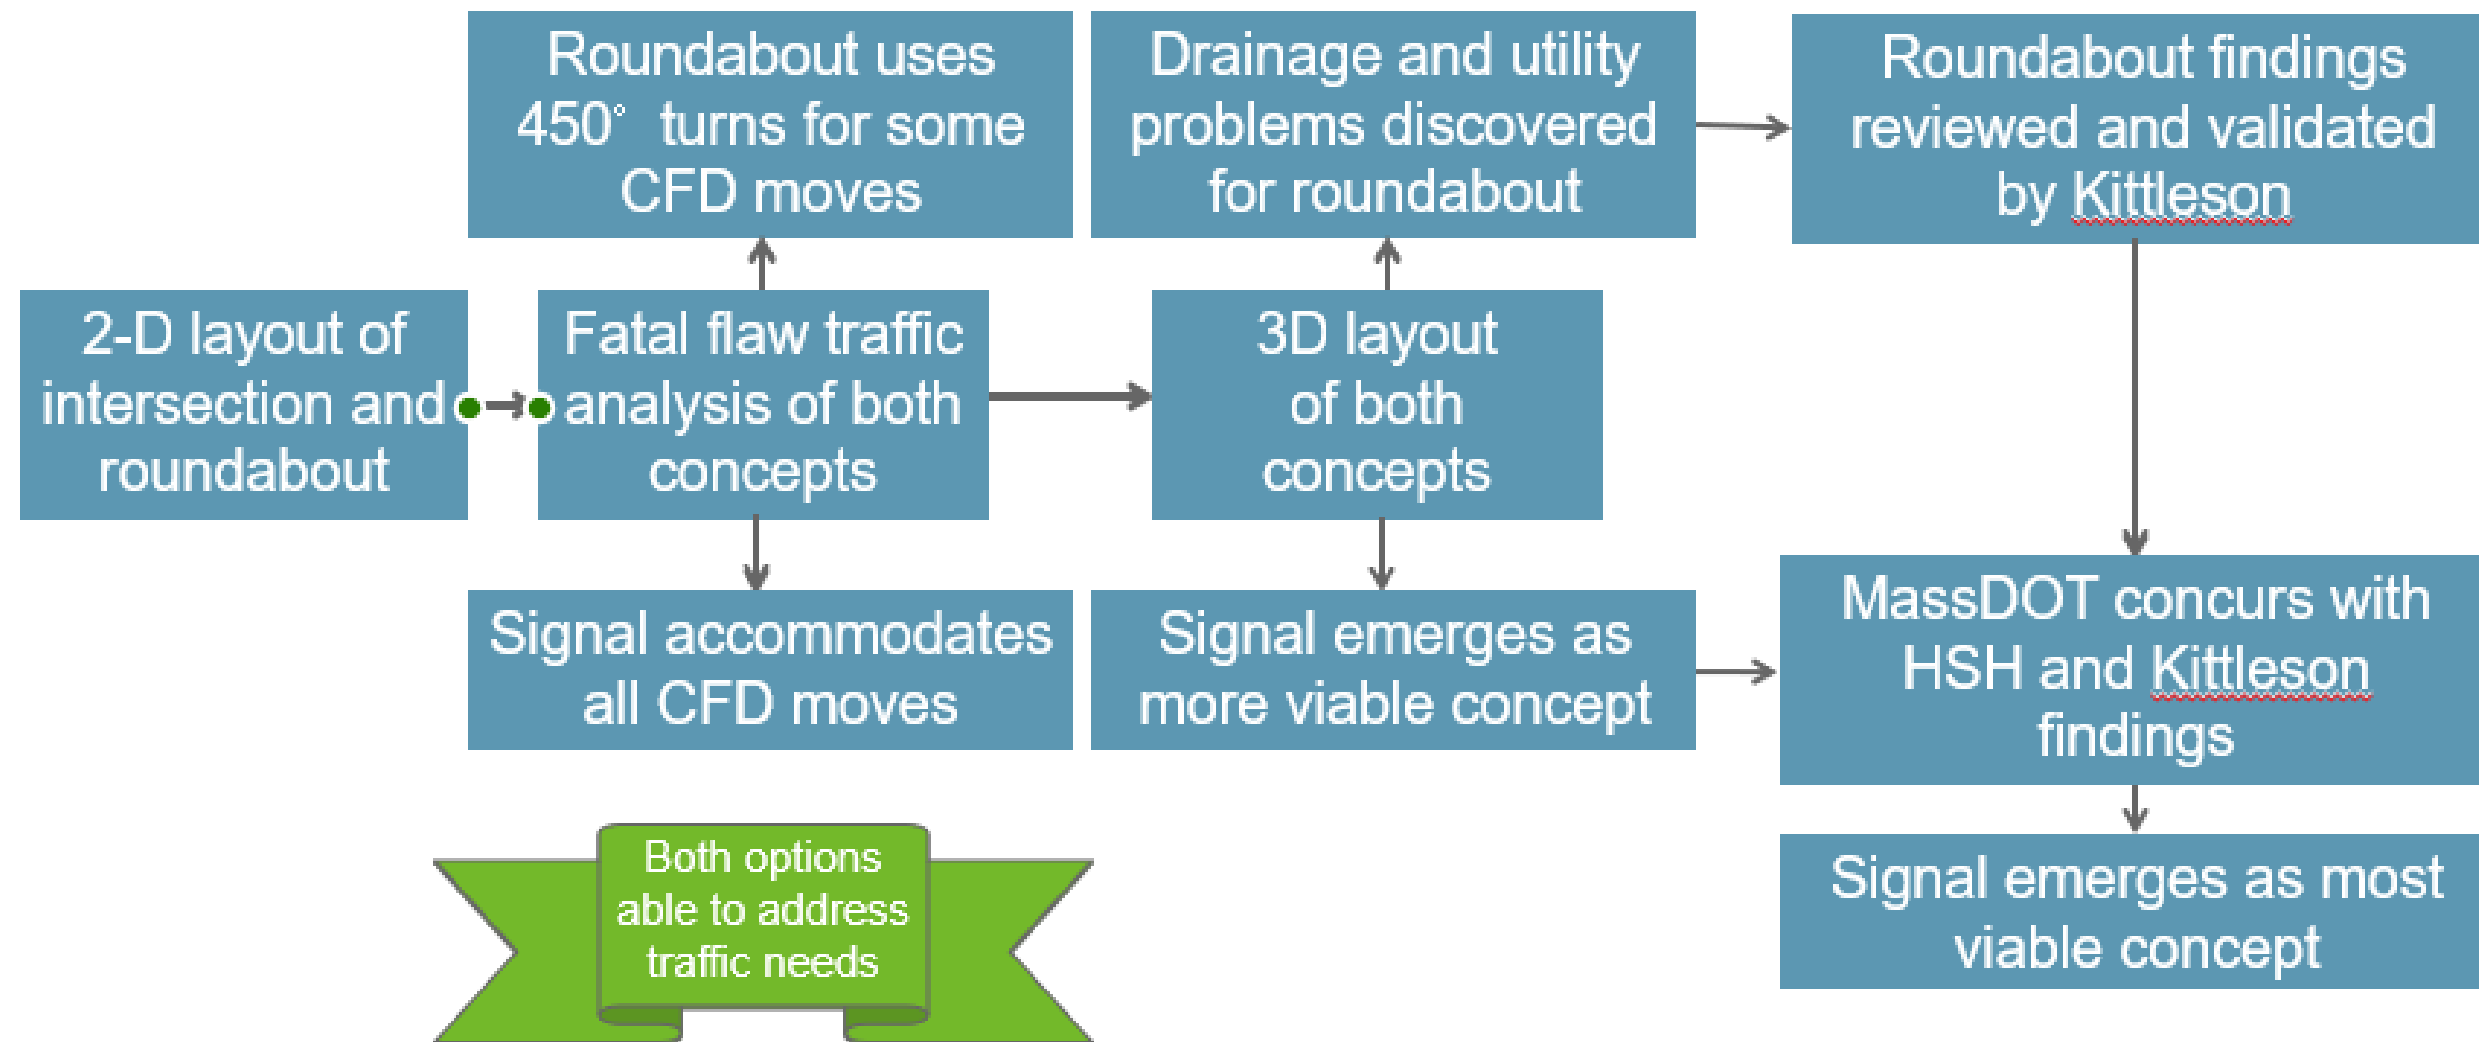 Roundabout uses
450° turns for some
CFD moves
Drainage and utility
problems discovered
for roundabout
Roundabout findings
reviewed and validated
by Kittleson
2-D layout of
intersection and
roundabout
Fatal flaw traffic
analysis of both
concepts
3D layout
of both
concepts
Signal accommodates
all CFD moves
Signal emerges as
more viable concept
MassDOT concurs with
HSH and Kittleson
findings
Both options
able to address
traffic needs
Signal emerges as most
viable concept